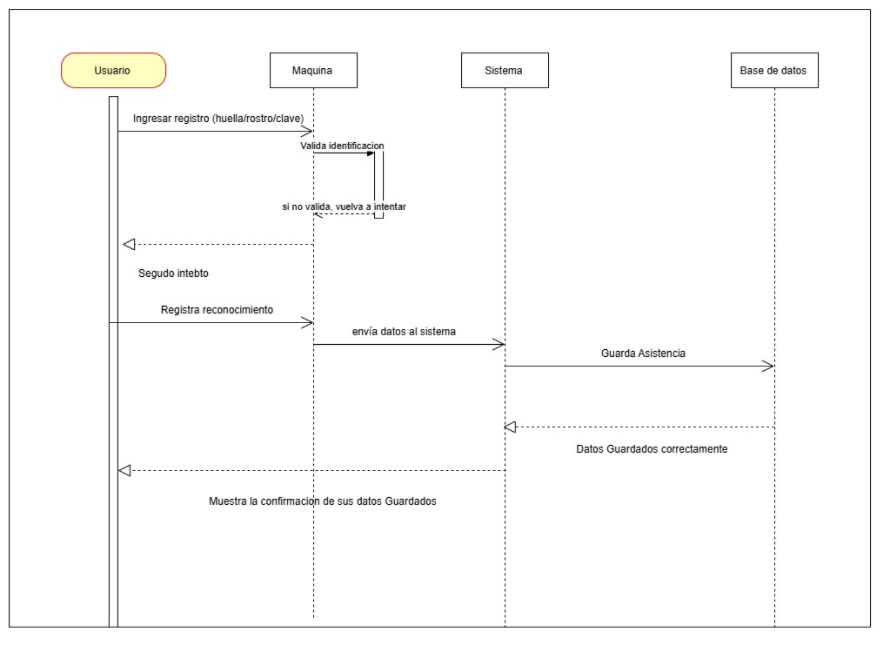 Usuario
Maquina
Sistema
Base de datos
Ingresar registro (huella/rostro/clave)
Valida identificacion
si no valida, vuelva a intentar
Segudo intebto
Registra reconocimiento
envía datos al sistema
Guarda Asistencia
Datos Guardados correctamente
Muestra la confirmacion de sus datos Guardados